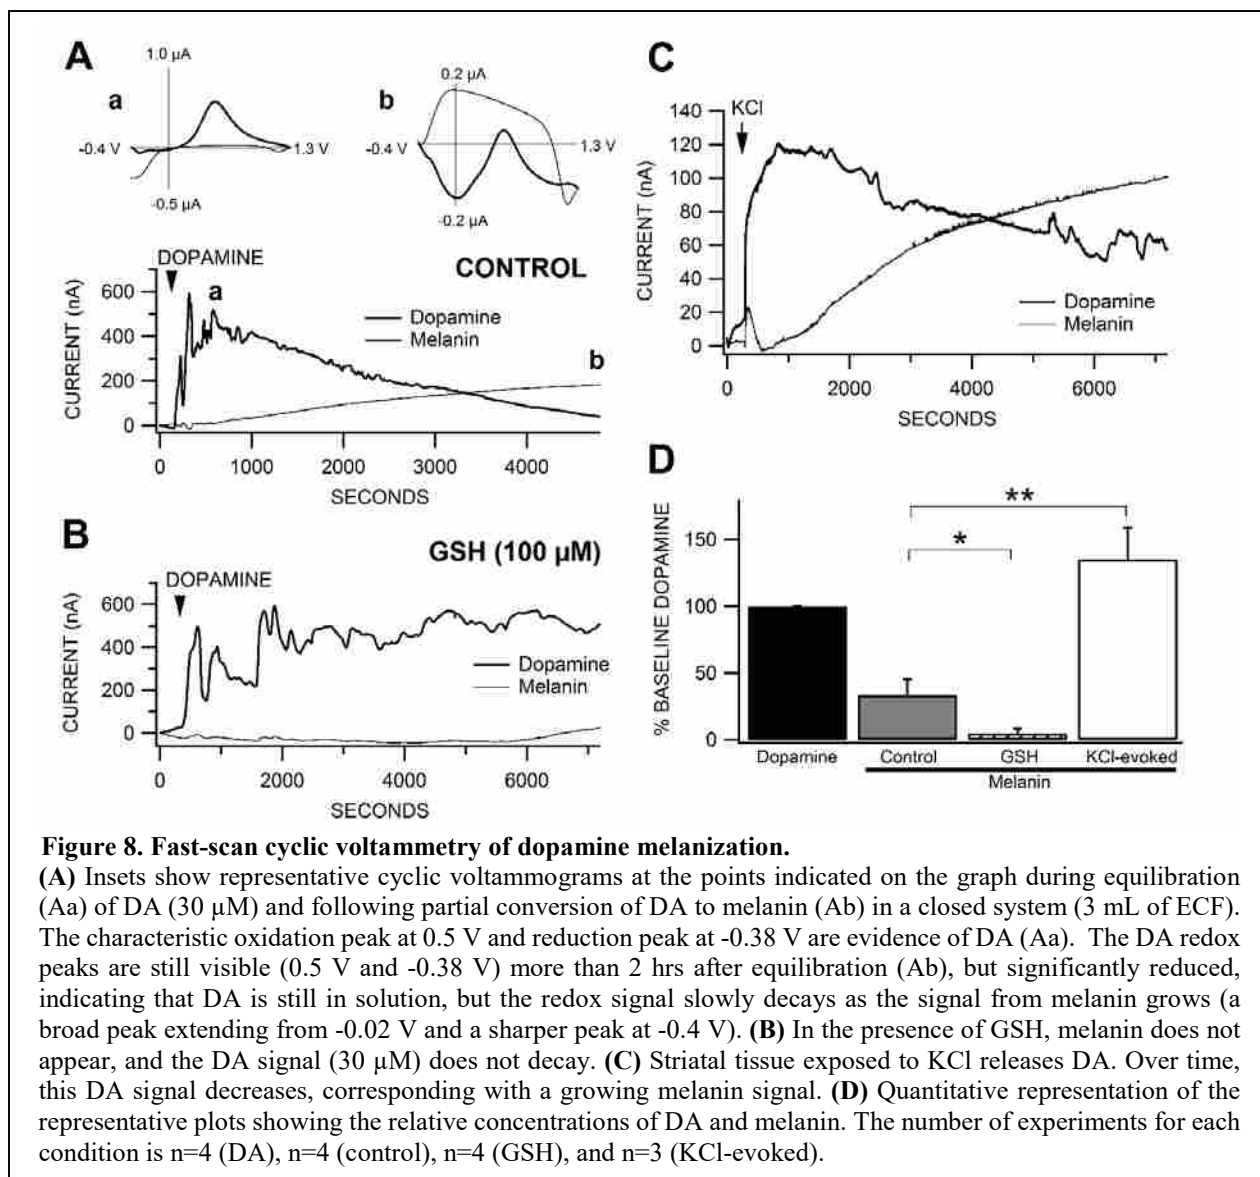 A
1.0 µA
a
-0.4 V
1.3 V
-0.5 µA
b
0.2 µA
-0.4 V
1.3 V
-0.2 µA
DOPAMINE
CONTROL
a
b
Dopamine
Melanin
CURRENT (nA)
600
400
200
0
0 1000 2000 3000 4000
SECONDS
B
GSH (100 µM)
DOPAMINE
Dopamine
Melanin
CURRENT (nA)
600
400
200
0
0 2000 4000 6000
SECONDS
C
KCl
CURRENT (nA)
140
120
100
80
60
40
20
0
Dopamine
Melanin
0 2000 4000 6000
SECONDS
D
% BASELINE DOPAMINE
150
100
50
0
**
*
Dopamine Control GSH KCl-evoked
Melanin
Figure 8. Fast-scan cyclic voltammetry of dopamine melanization.
(A) Insets show representative cyclic voltammograms at the points indicated on the graph during equilibration
(Aa) of DA (30 µM) and following partial conversion of DA to melanin (Ab) in a closed system (3 mL of ECF).
The characteristic oxidation peak at 0.5 V and reduction peak at -0.38 V are evidence of DA (Aa). The DA redox
peaks are still visible (0.5 V and -0.38 V) more than 2 hrs after equilibration (Ab), but significantly reduced,
indicating that DA is still in solution, but the redox signal slowly decays as the signal from melanin grows (a
broad peak extending from -0.02 V and a sharper peak at -0.4 V). (B) In the presence of GSH, melanin does not
appear, and the DA signal (30 µM) does not decay. (C) Striatal tissue exposed to KCl releases DA. Over time,
this DA signal decreases, corresponding with a growing melanin signal. (D) Quantitative representation of the
representative plots showing the relative concentrations of DA and melanin. The number of experiments for each
condition is n=4 (DA), n=4 (control), n=4 (GSH), and n=3 (KCl-evoked).